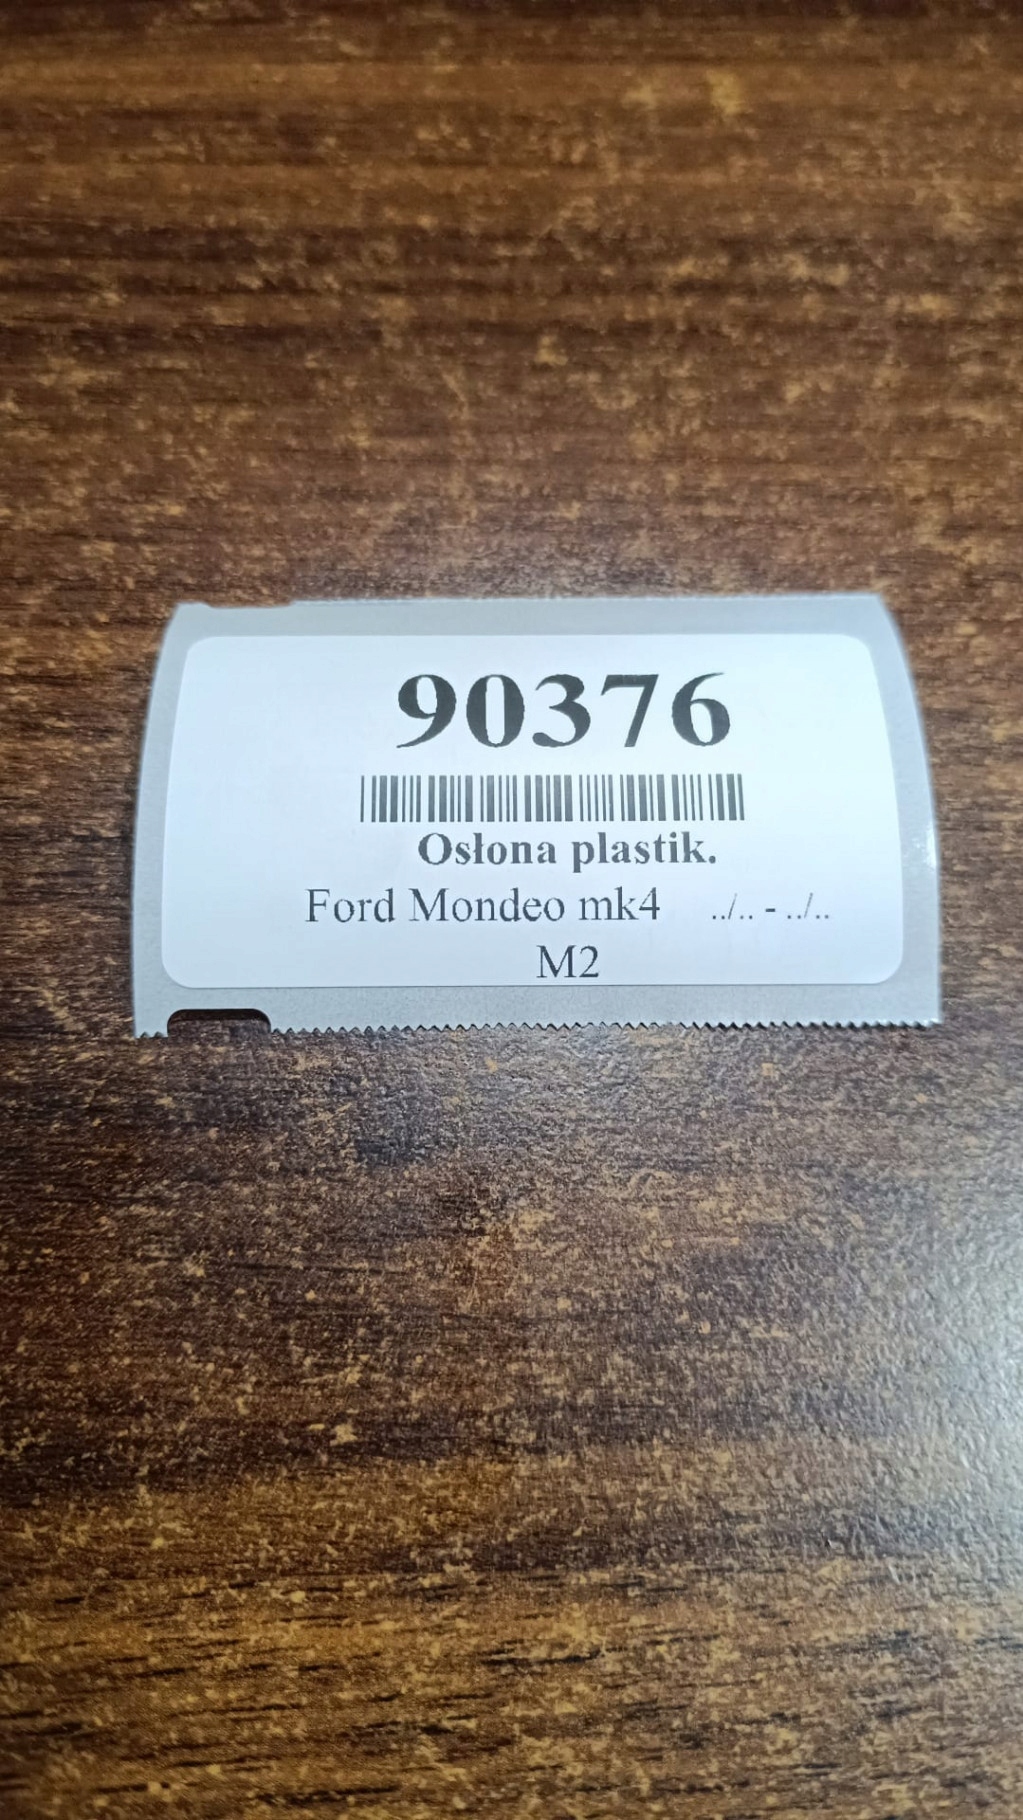 90376
Osłona plastik.
Ford Mondeo mk4 ../.. - ../..
M2